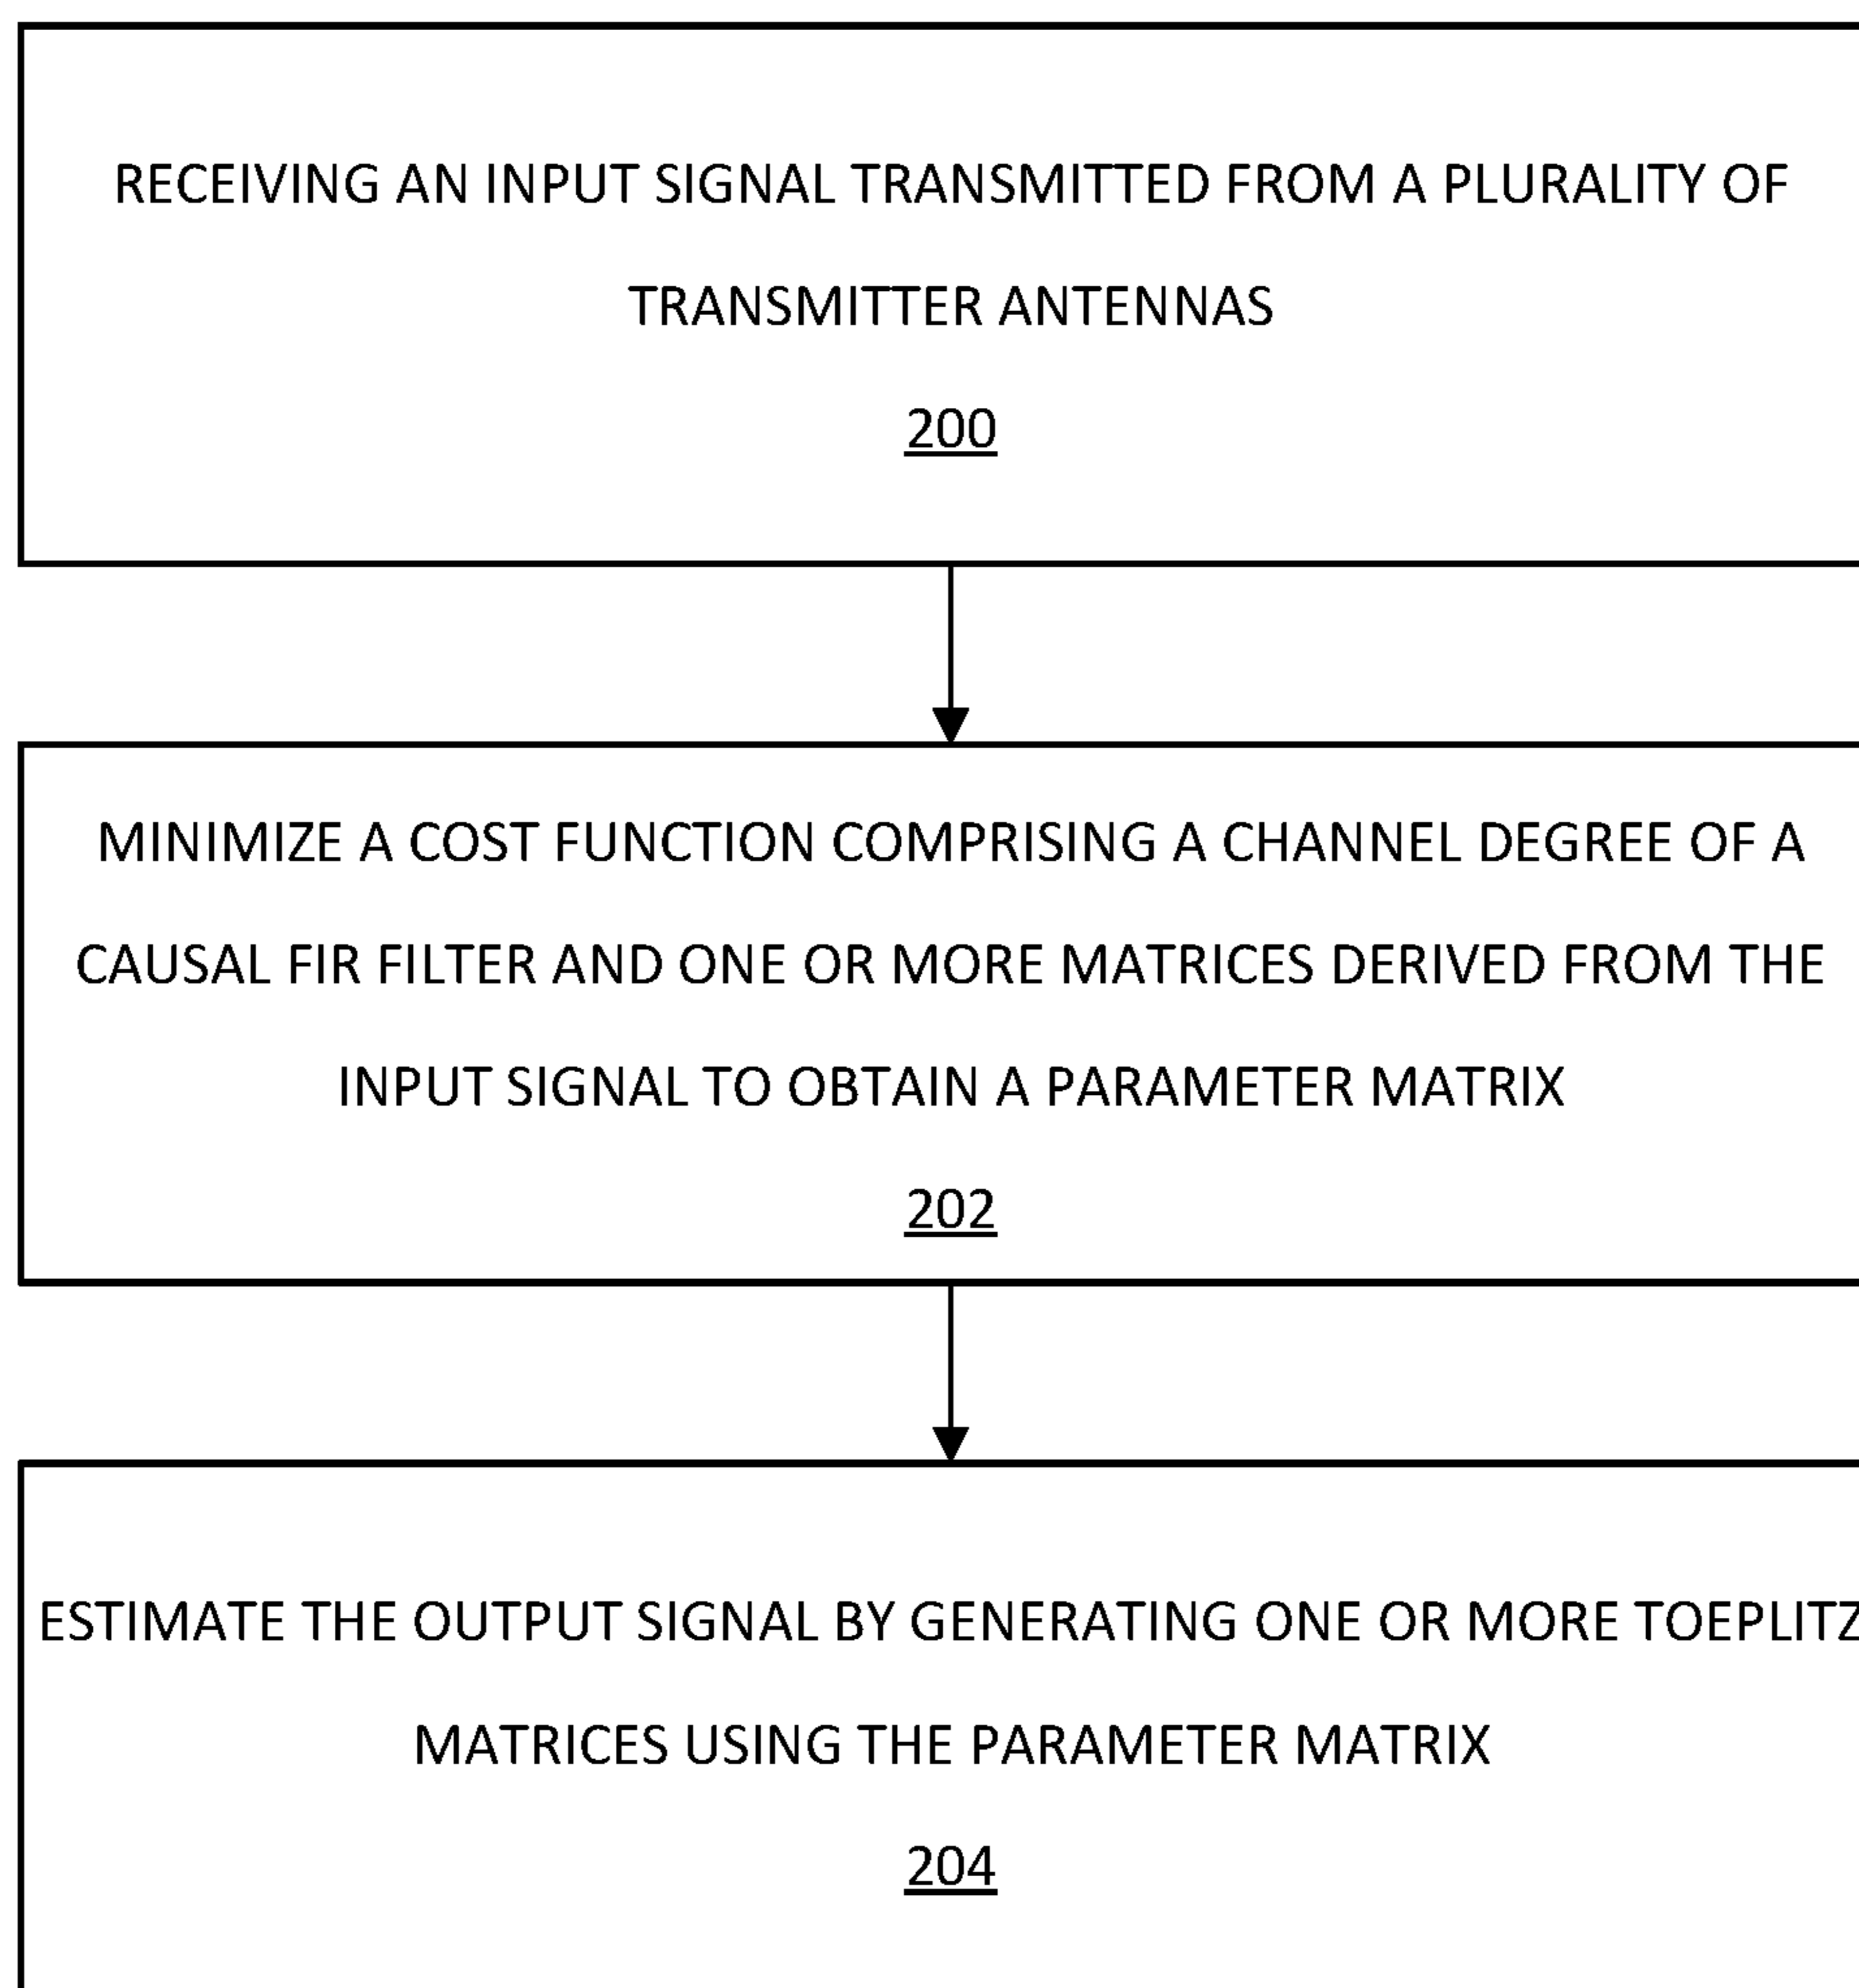 RECEIVING AN INPUT SIGNAL TRANSMITTED FROM A PLURALITY OF
TRANSMITTER ANTENNAS
200
MINIMIZE A COST FUNCTION COMPRISING A CHANNEL DEGREE OF A
CAUSAL FIR FILTER AND ONE OR MORE MATRICES DERIVED FROM THE
INPUT SIGNAL TO OBTAIN A PARAMETER MATRIX
202
ESTIMATE THE OUTPUT SIGNAL BY GENERATING ONE OR MORE TOEPLITZ
MATRICES USING THE PARAMETER MATRIX
204